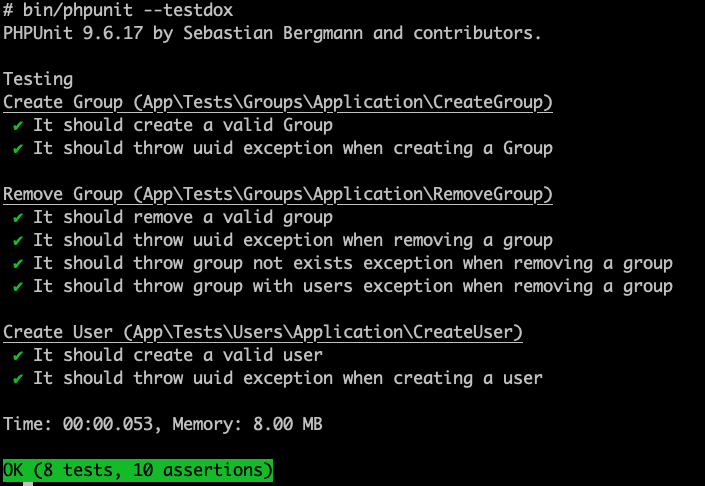 # bin/phpunit --testdox
PHPUnit 9.6.17 by Sebastian Bergmann and contributors.
Testing
Create Group (App\Tests\Groups\Application\CreateGroup)
✔ It should create a valid Group
✔ It should throw uuid exception when creating a Group
Remove Group (App\Tests\Groups\Application\RemoveGroup)
✔ It should remove a valid group
✔ It should throw uuid exception when removing a group
✔ It should throw group not exists exception when removing a group
✔ It should throw group with users exception when removing a group
Create User (App\Tests\Users\Application\CreateUser)
✔ It should create a valid user
✔ It should throw uuid exception when creating a user
Time: 00:00.053, Memory: 8.00 MB
OK (8 tests, 10 assertions)